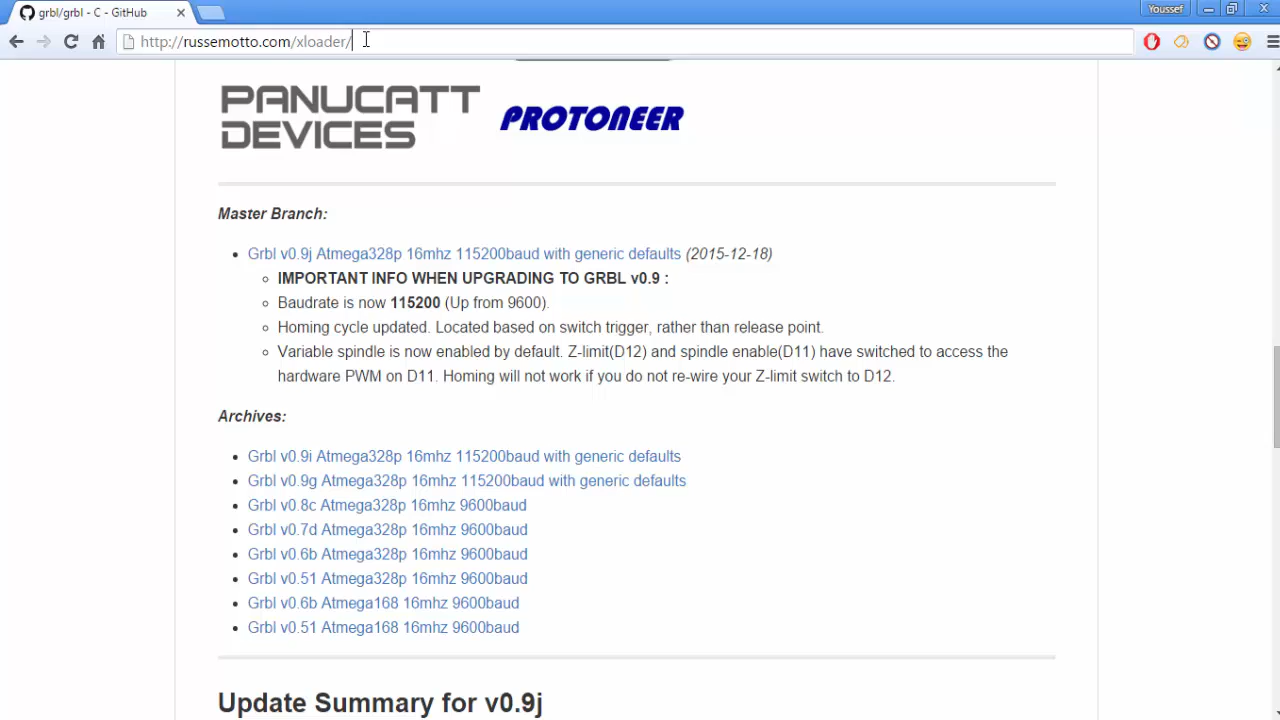 grbl/grbl - C - GitHub
Youssef
http://russemotto.com/xloader/
PANUCATT
DEVICES
PROTONEER
Master Branch:
Grbl v0.9j Atmega328p 16mhz 115200baud with generic defaults (2015-12-18)
IMPORTANT INFO WHEN UPGRADING TO GRBL v0.9 :
Baudrate is now 115200 (Up from 9600).
Homing cycle updated. Located based on switch trigger, rather than release point.
Variable spindle is now enabled by default. Z-limit(D12) and spindle enable(D11) have switched to access the
hardware PWM on D11. Homing will not work if you do not re-wire your Z-limit switch to D12.
Archives:
Grbl v0.9i Atmega328p 16mhz 115200baud with generic defaults
Grbl v0.9g Atmega328p 16mhz 115200baud with generic defaults
Grbl v0.8c Atmega328p 16mhz 9600baud
Grbl v0.7d Atmega328p 16mhz 9600baud
Grbl v0.6b Atmega328p 16mhz 9600baud
Grbl v0.51 Atmega328p 16mhz 9600baud
Grbl v0.6b Atmega168 16mhz 9600baud
Grbl v0.51 Atmega168 16mhz 9600baud
Update Summary for v0.9j